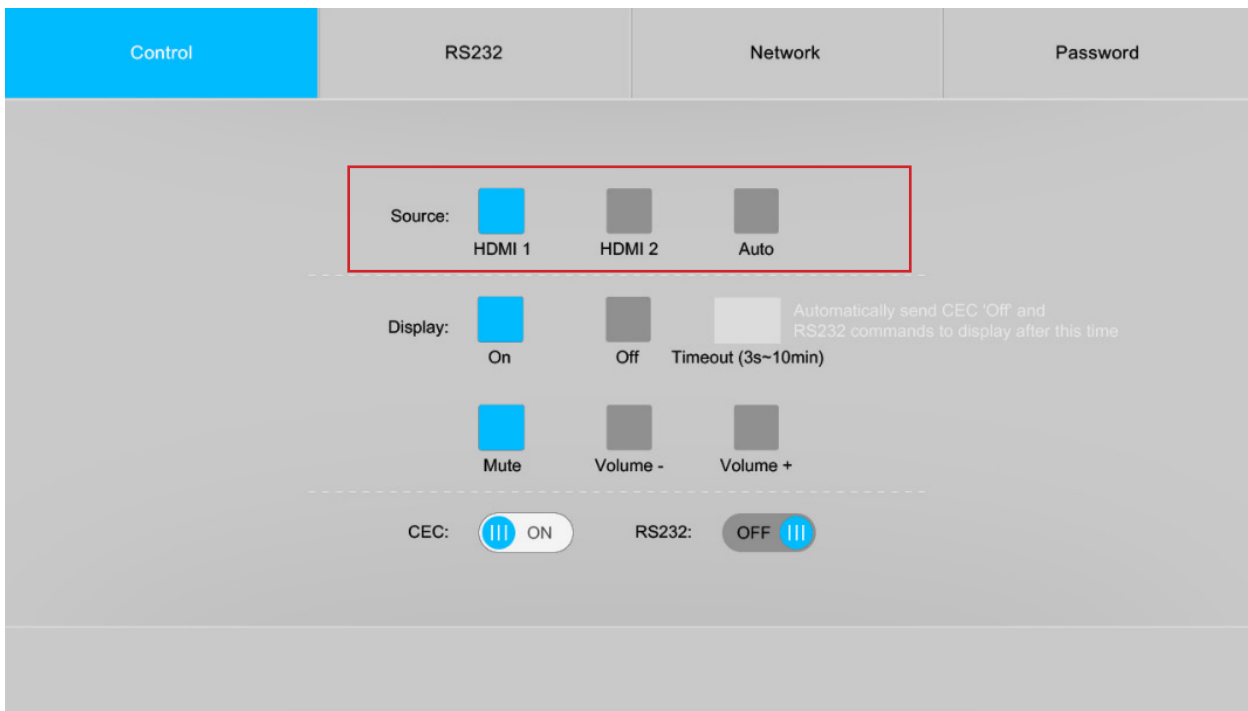 Control RS232 Network Password
Source:
HDMI 1 HDMI 2 Auto
Display:
On Off Timeout (3s~10min)
Automatically send CEC 'Off' and
RS232 commands to display after this time
Mute Volume - Volume +
CEC: ON RS232: OFF